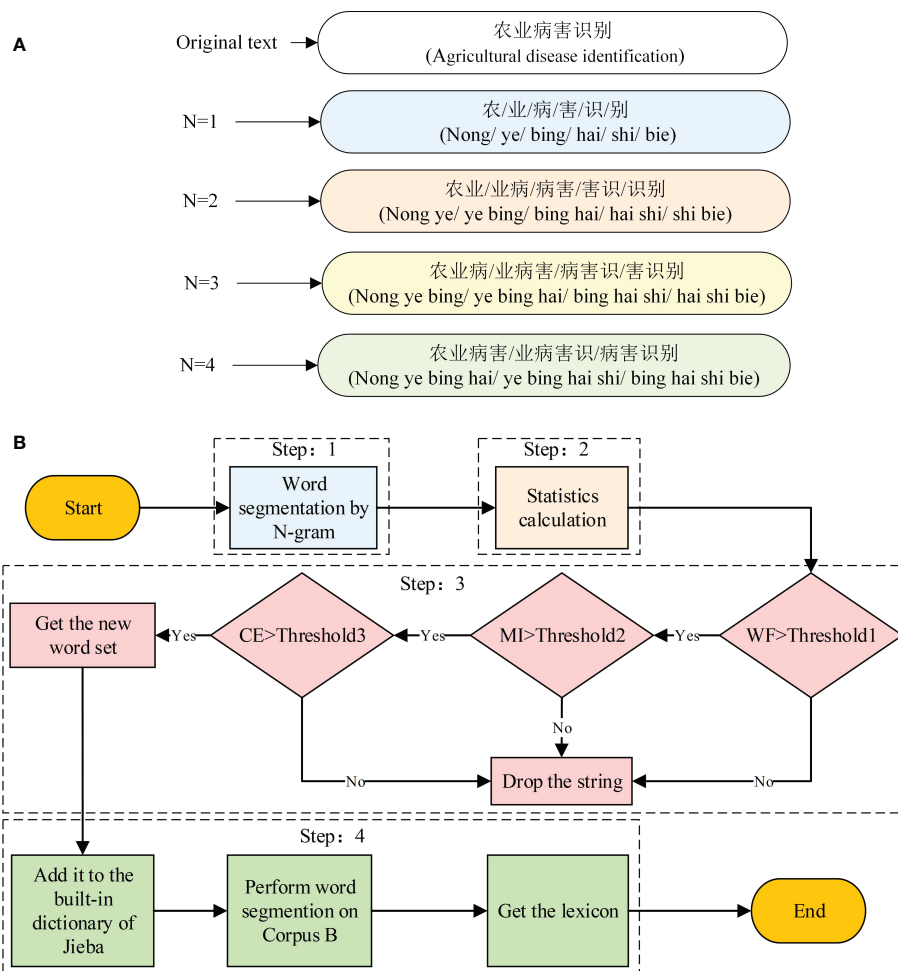 A
Original text
农业病害识别
(Agricultural disease identification)
N=1
农/业/病/害/识/别
(Nong/ ye/ bing/ hai/ shi/ bie)
N=2
农业/业病/病害/害识/识别
(Nong ye/ ye bing/ bing hai/ hai shi/ shi bie)
N=3
农业病/业病害/病害识/害识别
(Nong ye bing/ ye bing hai/ bing hai shi/ hai shi bie)
N=4
农业病害/业病害识/病害识别
(Nong ye bing hai/ ye bing hai shi/ bing hai shi bie)
B
Start
Step：1
Word
segmentation by
N-gram
Step：2
Statistics
calculation
Step：3
WF>Threshold1
Yes
MI>Threshold2
Yes
CE>Threshold3
Yes
Get the new
word set
No
No
No
Drop the string
Step：4
Add it to the
built-in
dictionary of
Jieba
Perform word
segmention on
Corpus B
Get the lexicon
End